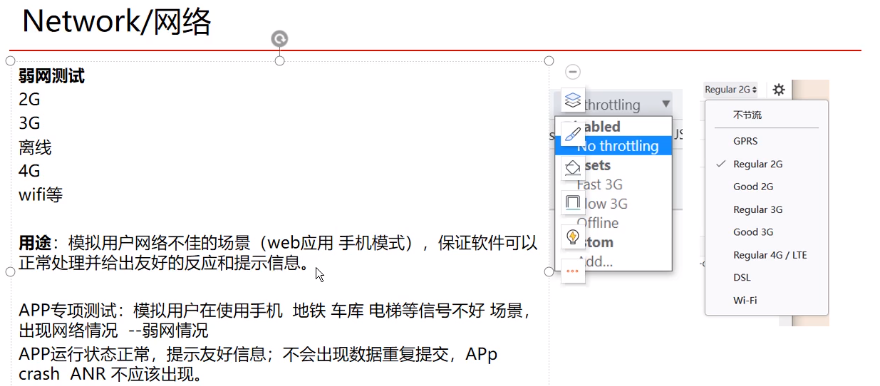 Network/网络
弱网测试
2G
3G
离线
4G
wifi等
用途：模拟用户网络不佳的场景（web应用 手机模式），保证软件可以
正常处理并给出友好的反应和提示信息。
APP专项测试：模拟用户在使用手机 地铁 车库 电梯等信号不好 场景，
出现网络情况 --弱网情况
APP运行状态正常，提示友好信息；不会出现数据重复提交，APp
crash ANR 不应该出现。
throttling
abled
No throttling
sets
Fast 3G
low 3G
Offline
stom
Add...
Regular 2G
不节流
GPRS
Regular 2G
Good 2G
Regular 3G
Good 3G
Regular 4G / LTE
DSL
Wi-Fi